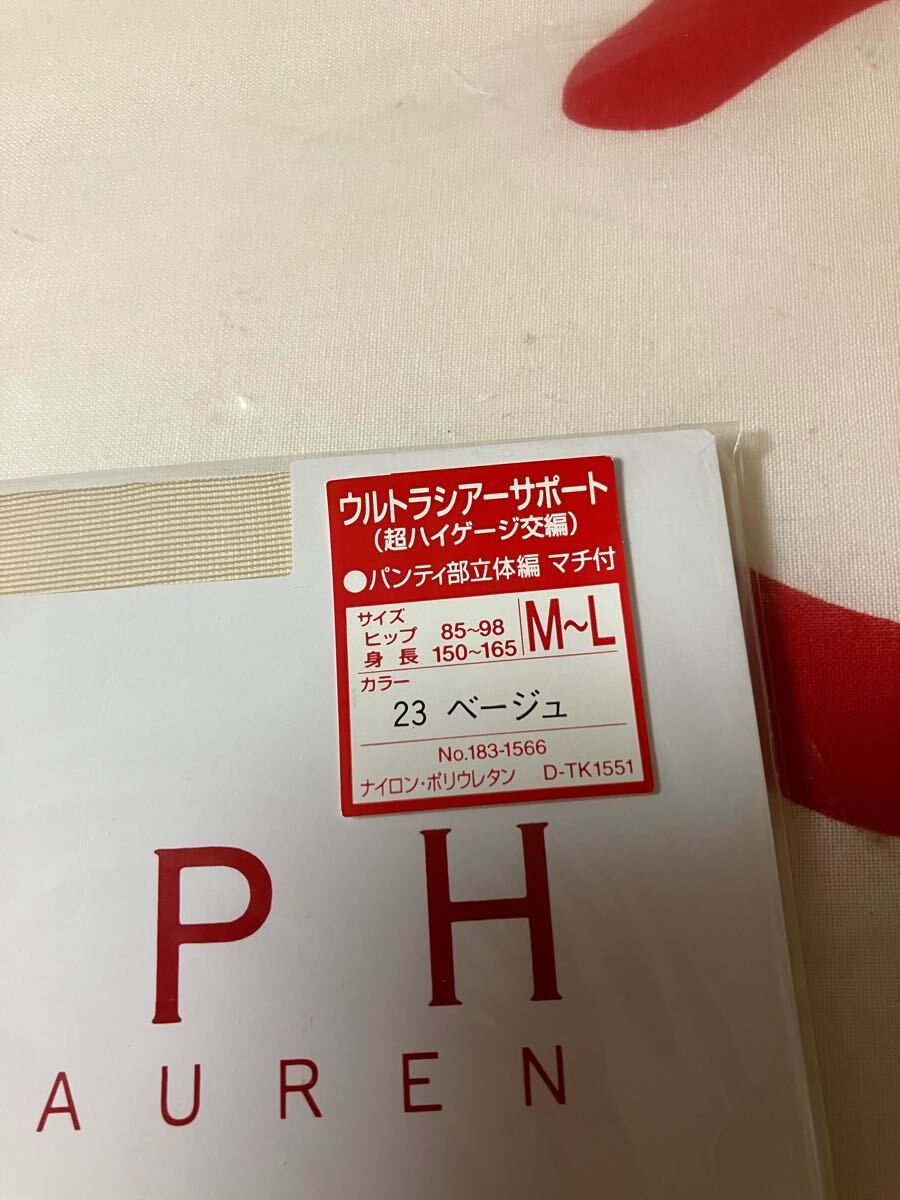 ウルトラシアーサポート
(超ハイゲージ交編)
●パンティ部立体編 マチ付
サイズ
ヒップ 85~98
身長 150~165
M~L
カラー
23 ベージュ
No.183-1566
ナイロン・ポリウレタン D-TK1551
P H
AUREN